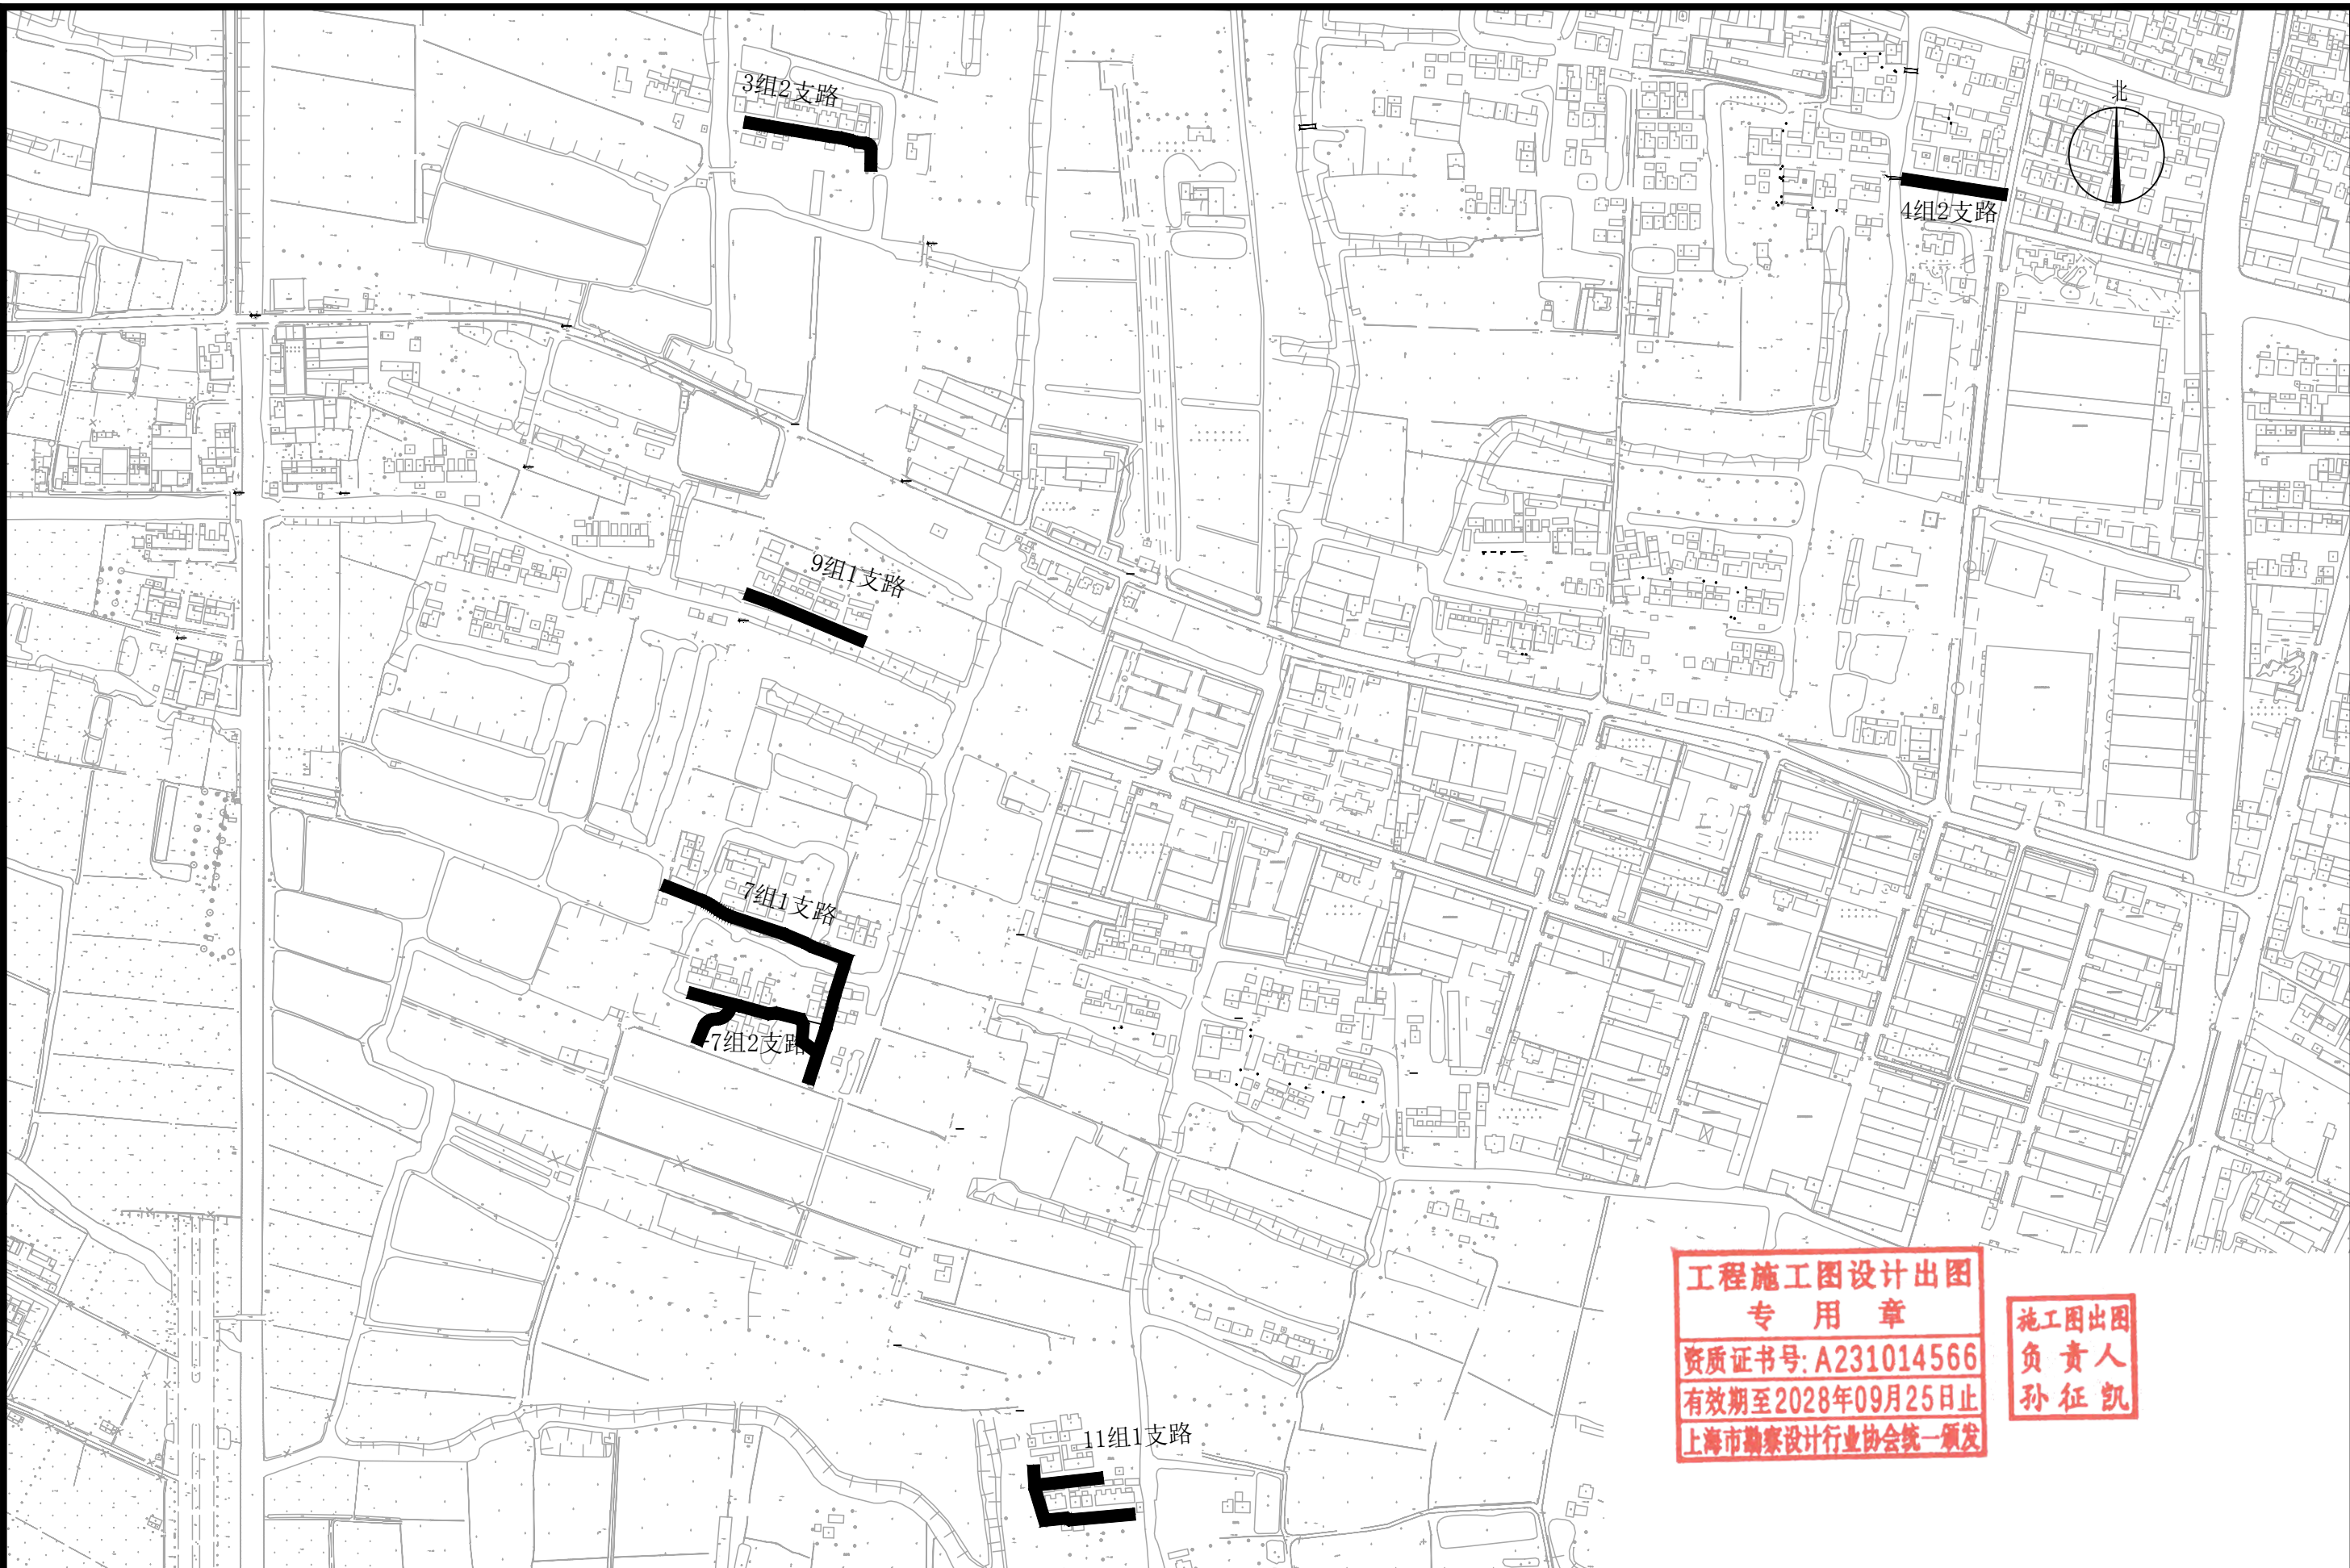 3组2支路
北
4组2支路
9组1支路
7组1支路
7组2支路
11组1支路
工程施工图设计出图
专用章
资质证书号: A231014566
有效期至2028年09月25日止
上海市勘察设计行业协会统一颁发
施工图出图
负责人
孙征凯